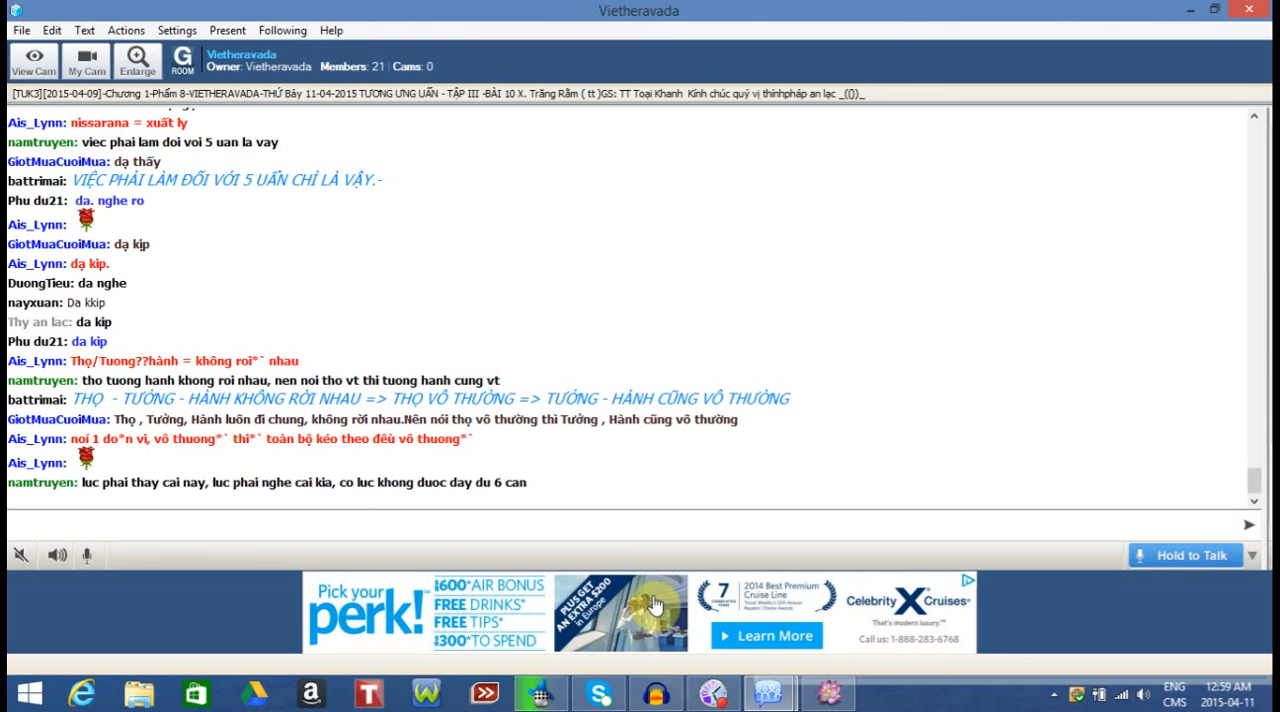 Vietheravada
File Edit Text Actions Settings Present Following Help
View Cam My Cam Enlarge G ROOM
Vietheravada
Owner: Vietheravada Members: 21 Cams: 0
[TUK3][2015-04-09]-Chương 1-Phẩm 8-VIETHERAVADA-THỨ Bảy 11-04-2015 TƯƠNG ƯNG UẨN - TẬP III -BÀI 10 X. Trăng Rằm ( tt )GS: TT Toại Khanh Kính chúc quý vị thínhpháp an lạc _(())_
Ais_Lynn: nissarana = xuất ly
namtruyen: viec phai lam doi voi 5 uan la vay
GiotMuaCuoiMua: dạ thấy
battrimai: VIỆC PHẢI LÀM ĐỐI VỚI 5 UẨN CHỈ LÀ VẬY.-
Phu du21: da. nghe ro
Ais_Lynn:
GiotMuaCuoiMua: dạ kịp
Ais_Lynn: dạ kip.
DuongTieu: da nghe
nayxuan: Da kkip
Thy an lac: da kip
Phu du21: da kip
Ais_Lynn: Thọ/Tuong??hành = không roi*` nhau
namtruyen: tho tuong hanh khong roi nhau, nen noi tho vt thi tuong hanh cung vt
battrimai: THỌ - TƯỞNG - HÀNH KHÔNG RỜI NHAU => THỌ VÔ THƯỜNG => TƯỞNG - HÀNH CŨNG VÔ THƯỜNG
GiotMuaCuoiMua: Thọ , Tưởng, Hành luôn đi chung, không rời nhau.Nên nói thọ vô thường thì Tưởng , Hành cũng vô thường
Ais_Lynn: noí 1 do*n vi, vô thuong*` thi*` toàn bộ kéo theo đêù vô thuong*`
Ais_Lynn:
namtruyen: luc phai thay cai nay, luc phai nghe cai kia, co luc khong duoc day du 6 can
Hold to Talk
Pick your perk!
$600* AIR BONUS
FREE DRINKS*
FREE TIPS*
$300* TO SPEND
PLUS GET AN EXTRA $200 in Europe
7
2014 Best Premium Cruise Line
Learn More
Celebrity X Cruises®
That's modern luxury.℠
Call us: 1-888-283-6768
ENG 12:59 AM
CMS 2015-04-11